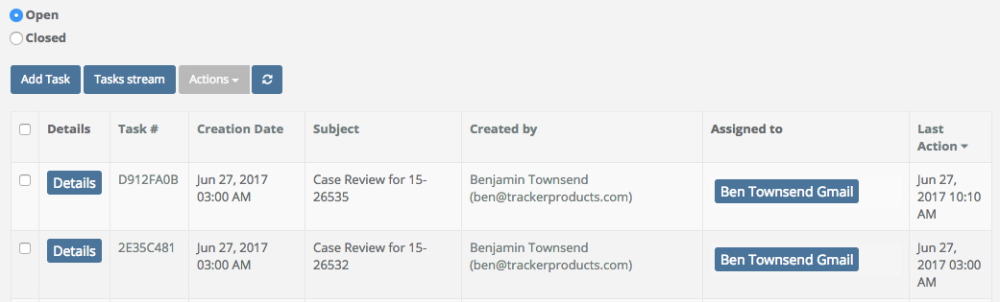 Open
Closed
Add Task Tasks stream Actions
Details Task # Creation Date Subject Created by Assigned to Last
Action
Details D912FA0B Jun 27, 2017 Case Review for 15- Benjamin Townsend Ben Townsend Gmail Jun 27,
03:00 AM 26535 (ben@trackerproducts.com) 2017 10:10
AM
Details 2E35C481 Jun 27, 2017 Case Review for 15- Benjamin Townsend Ben Townsend Gmail Jun 27,
03:00 AM 26532 (ben@trackerproducts.com) 2017 03:00
AM